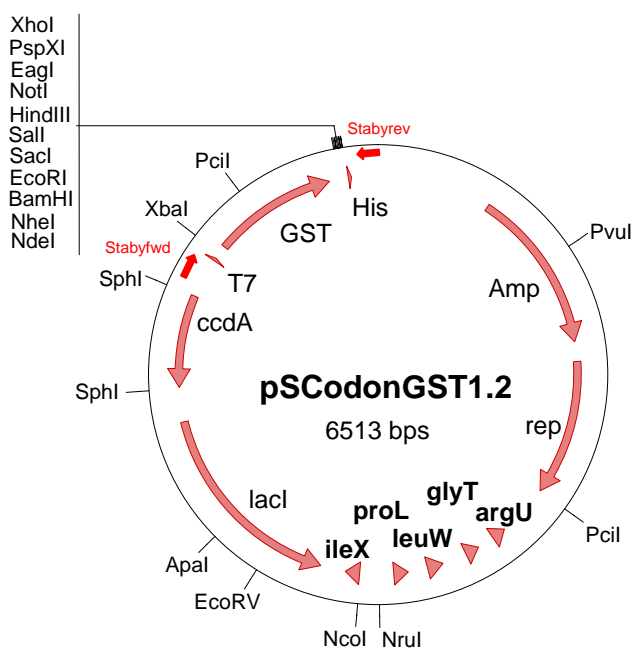 XhoI
PspXI
EagI
NotI
HindIII
SalI
SacI
EcoRI
BamHI
NheI
NdeI
Stabyrev
PciI
His
XbaI
GST
PvuI
Stabyfwd
T7
SphI
Amp
ccdA
SphI
pSCodonGST1.2
6513 bps
rep
lacI
glyT
proL
argU
leuW
ileX
PciI
ApaI
EcoRV
NcoI
NruI